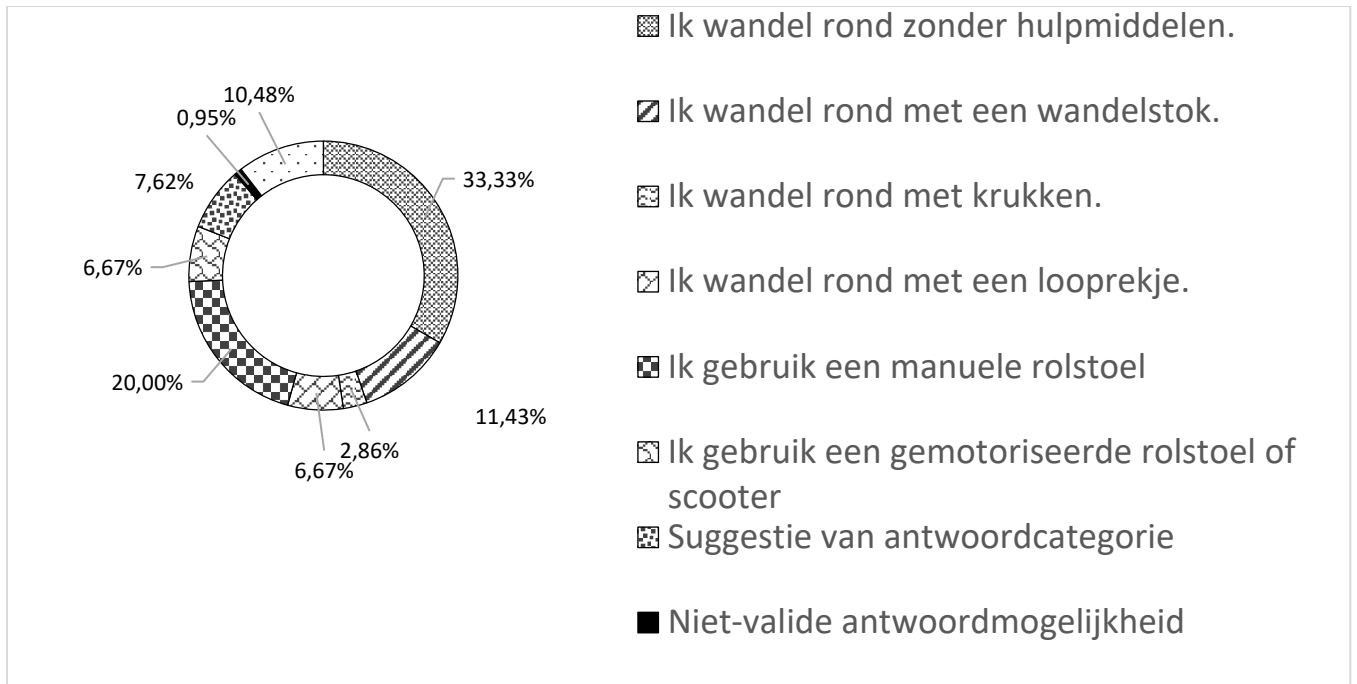 Ik wandel rond zonder hulpmiddelen.
Ik wandel rond met een wandelstok.
Ik wandel rond met krukken.
Ik wandel rond met een looprekje.
Ik gebruik een manuele rolstoel
Ik gebruik een gemotoriseerde rolstoel of
scooter
Suggestie van antwoordcategorie
Niet-valide antwoordmogelijkheid
10,48%
0,95%
7,62%
33,33%
6,67%
20,00%
11,43%
2,86%
6,67%